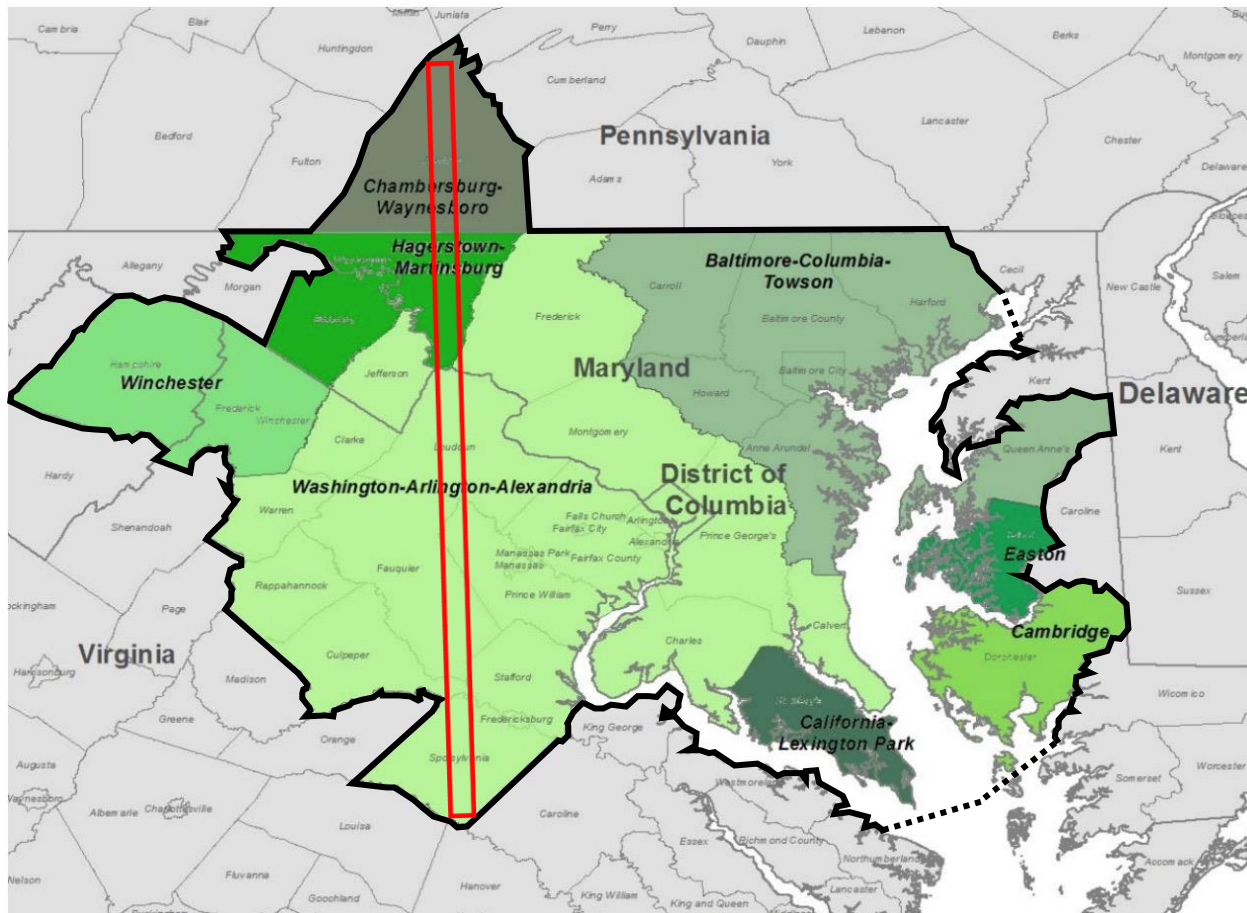 Cambria
Blair
Huntingdon
Juniata
Perry
Dauphin
Lebanon
Berks
Montgomery
Bedford
Fulton
Cumberland
Pennsylvania
Lancaster
Chester
Delaware
Adams
York
Chambersburg-
Waynesboro
Allegany
Morgan
Hagerstown-
Martinsburg
Frederick
Carroll
Baltimore-Columbia-
Towson
Baltimore County
Harford
Cecil
New Castle
Salem
Hampshire
Winchester
Frederick
Winchester
Jefferson
Maryland
Howard
Baltimore City
Kent
Delaware
Kent
Clarke
Loudoun
Montgomery
Anne Arundel
Queen Anne's
Hardy
Washington-Arlington-Alexandria
District of
Columbia
Shenandoah
Warren
Falls Church
Fairfax City
Arlington
Alexandria
Prince George's
Caroline
Manassas Park
Manassas
Fairfax County
Easton
Sussex
Rappahannock
Fauquier
Prince William
Page
Virginia
Culpeper
Charles
Calvert
Cambridge
Dorchester
Madison
Stafford
Greene
Fredericksburg
King George
St. Mary's
California-
Lexington Park
Wicomico
Orange
Spotsylvania
Westmoreland
Somerset
Worcester
Augusta
Albemarle
Charlottesville
Louisa
Caroline
Essex
Richmond County
Northumberland
Accomack
Nelson
Fluvanna
Goochland
Hanover
King William
King and Queen
Lancaster